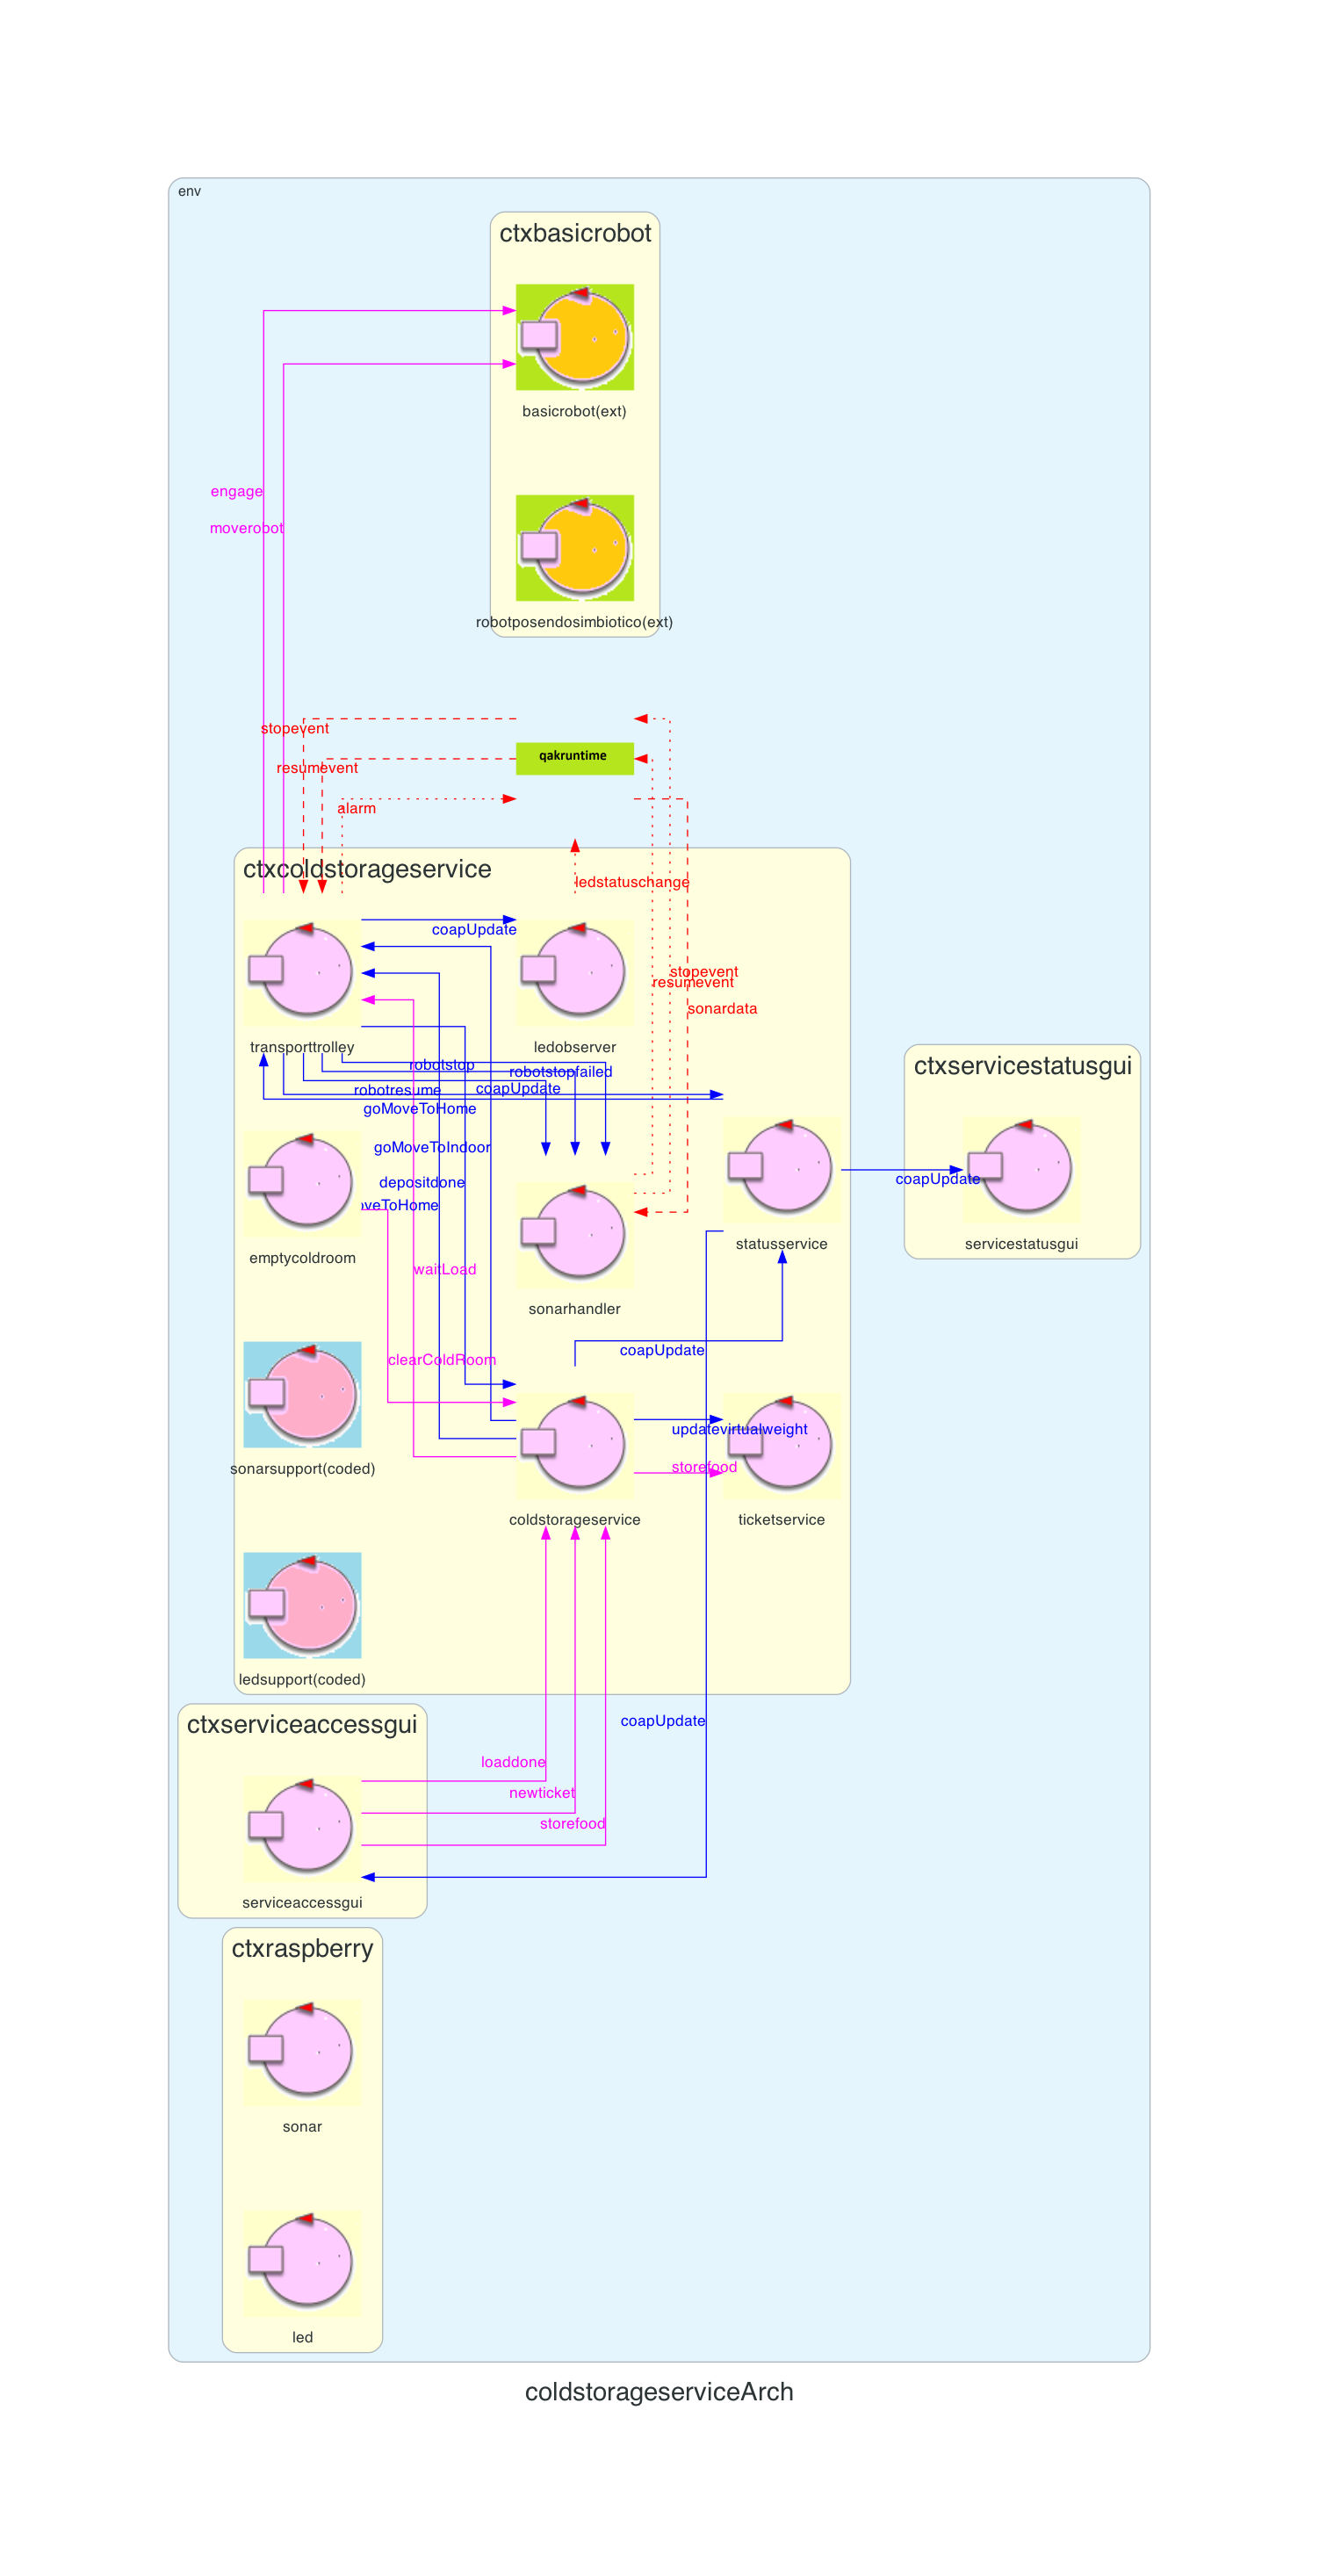 env
ctxbasicrobot
basicrobot(ext)
engage
moverobot
robotposendosimbiotico(ext)
stopevent
qakruntime
resumevent
alarm
ctxcoldstorageservice
ledstatuschange
coapUpdate
stopevent
resumevent
sonardata
transporttrolley
ledobserver
robotstop
robotstopfailed
ctxservicestatusgui
robotresume
coapUpdate
goMoveToHome
goMoveToIndoor
depositdone
coapUpdate
oveToHome
statusservice
servicestatusgui
emptycoldroom
waitLoad
sonarhandler
coapUpdate
clearColdRoom
updatevirtualweight
storefood
sonarsupport(coded)
coldstorageservice
ticketservice
ledsupport(coded)
ctxserviceaccessgui
coapUpdate
loaddone
newticket
storefood
serviceaccessgui
ctxraspberry
sonar
led
coldstorageserviceArch